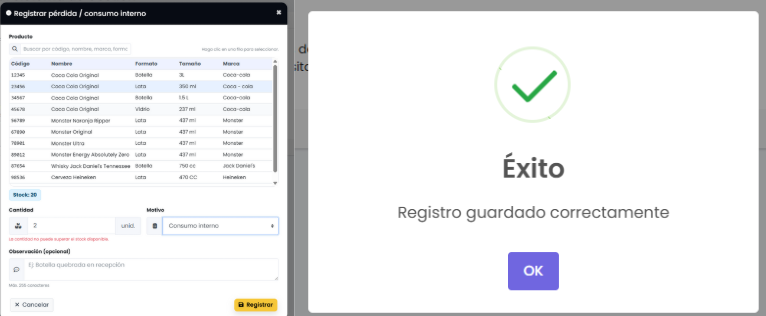 Registrar pérdida / consumo interno
Producto
Buscar por código, nombre, marca, forma
Haga clic en una fila para seleccionar
Código Nombre Formato Tamaño Marca
12345 Coca Cola Original Botella 3L Coca-cola
23456 Coca Cola Original Lata 350 ml Coca - cola
34567 Coca Cola Original Botella 1.5 L Coca-cola
45678 Coca Cola Original Vidrio 237 ml Coca-cola
56789 Monster Naranja Ripper Lata 437 ml Monster
67890 Monster Original Lata 437 ml Monster
78901 Monster Ultra Lata 437 ml Monster
89012 Monster Energy Absolutely Zero Lata 437 ml Monster
87654 Whisky Jack Daniel's Tennessee Botella 750 cc Jack Daniel's
98536 Cerveza Heineken Lata 470 CC Heineken
Stock: 20
Cantidad Motivo
2 unid. Consumo interno
La cantidad no puede superar el stock disponible.
Observación (opcional)
Ej: Botella quebrada en recepción
Máx. 255 caracteres
Cancelar Registrar
Éxito
Registro guardado correctamente
OK